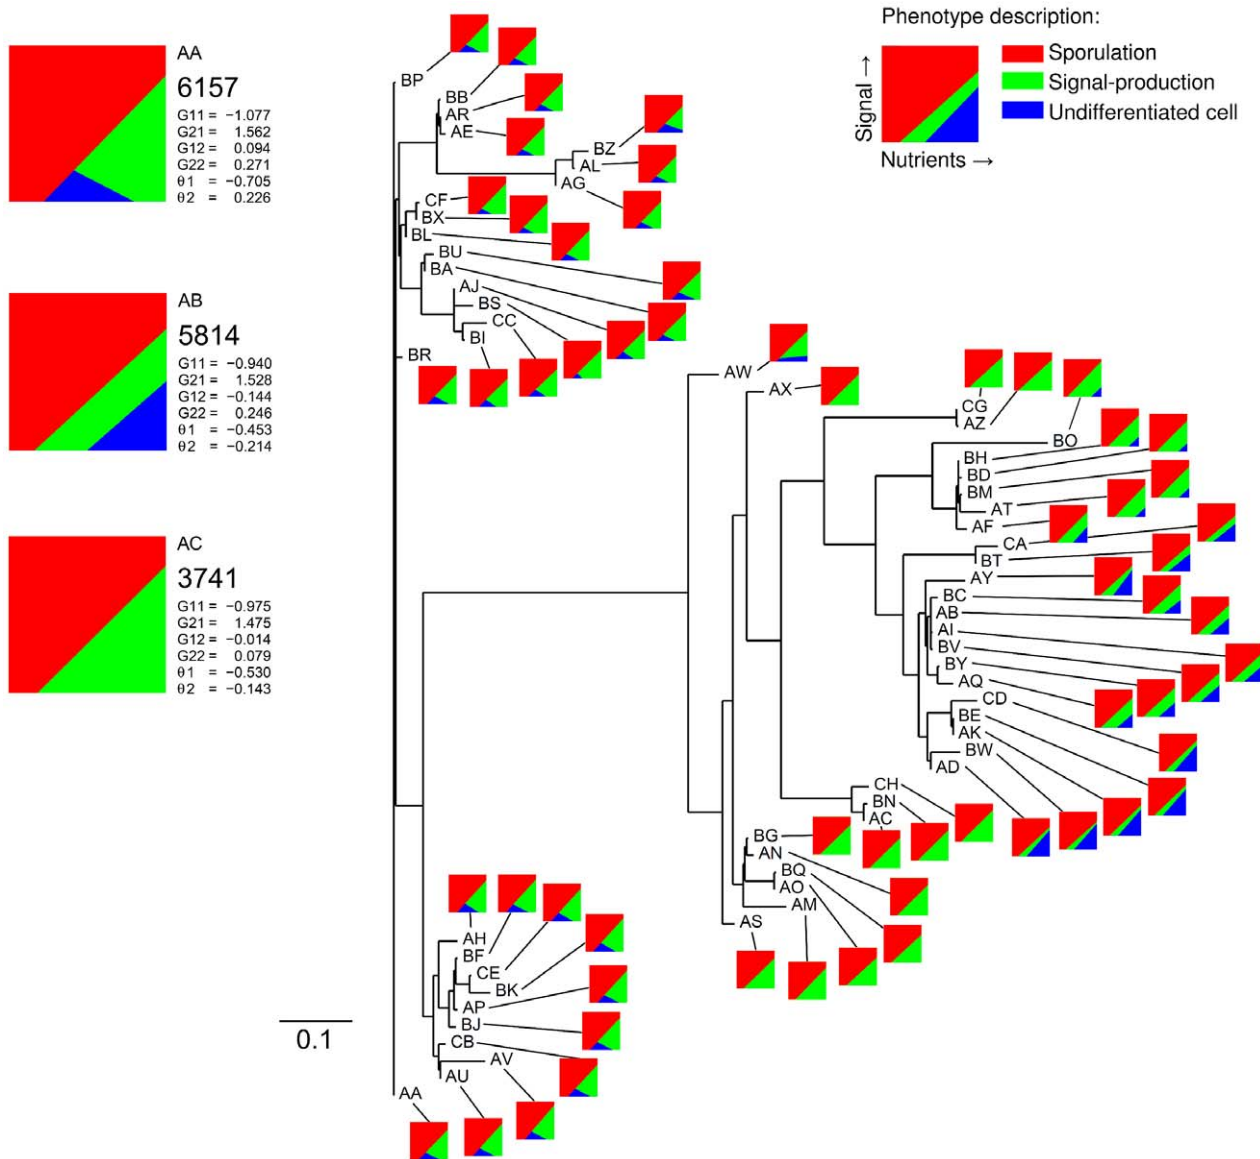 AA
6157
G11 = −1.077
G21 = 1.562
G12 = 0.094
G22 = 0.271
θ1 = −0.705
θ2 = 0.226
AB
5814
G11 = −0.940
G21 = 1.528
G12 = −0.144
G22 = 0.246
θ1 = −0.453
θ2 = −0.214
AC
3741
G11 = −0.975
G21 = 1.475
G12 = −0.014
G22 = 0.079
θ1 = −0.530
θ2 = −0.143
Phenotype description:
Signal →
Nutrients →
Sporulation
Signal-production
Undifferentiated cell
BP
BB
AR
AE
BZ
AL
AG
CF
BX
BL
BU
BA
AJ
BS
CC
BI
BR
AW
AX
CG
AZ
BO
BH
BD
BM
AT
AF
CA
BT
AY
BC
AB
AI
BV
BY
AQ
CD
BE
AK
BW
AD
CH
BN
AC
BG
AN
BQ
AO
AM
AS
AH
BF
CE
BK
AP
BJ
CB
AV
AU
AA
0.1